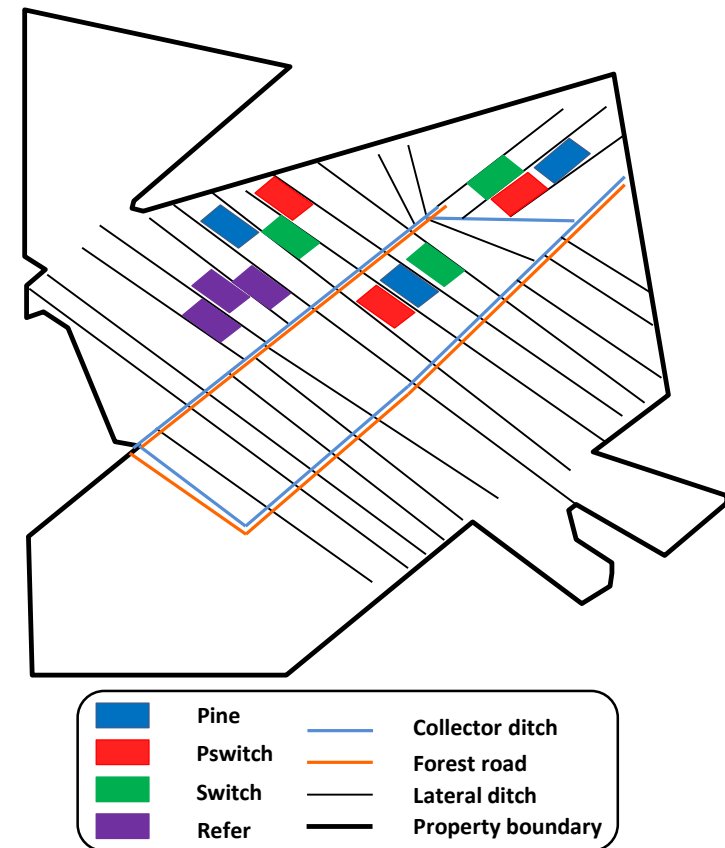 Pine
Pswitch
Switch
Refer
Collector ditch
Forest road
Lateral ditch
Property boundary